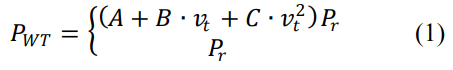 P_WT = { (A + B · v_t + C · v_t^2) P_r
P_r
(1)